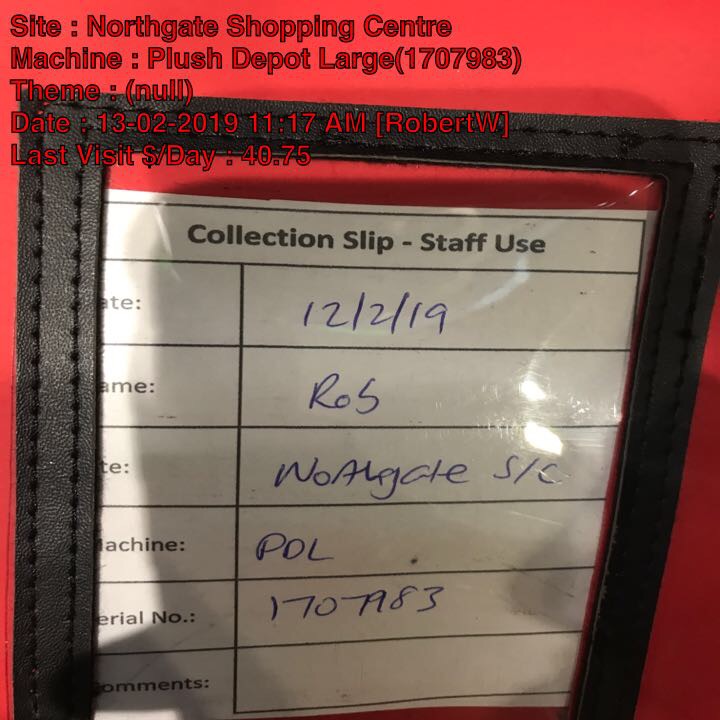 Site : Northgate Shopping Centre
Machine : Plush Depot Large(1707983)
Theme : (null)
Date : 13-02-2019 11:17 AM [RobertW]
Last Visit $/Day : 40.75
Collection Slip - Staff Use
ate: 12/2/19
ame: Rob
te: Northgate S/C
achine: PDL
erial No.: 1707983
omments: